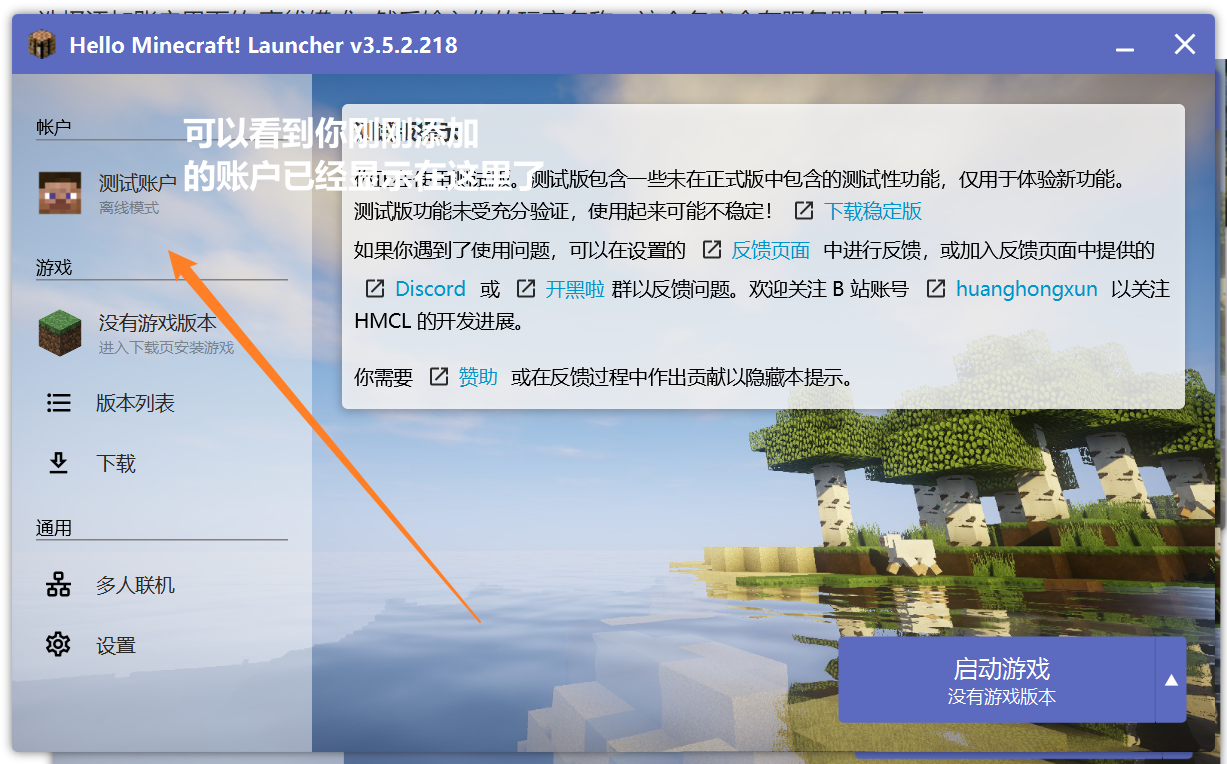 Hello Minecraft! Launcher v3.5.2.218
帐户
可以看到你刚刚添加
的账户已经显示在这里了
测试账户
离线模式
游戏
没有游戏版本
进入下载页安装游戏
版本列表
下载
通用
多人联机
设置
测试版包含一些未在正式版中包含的测试性功能，仅用于体验新功能。
测试版功能未受充分验证，使用起来可能不稳定！ 下载稳定版
如果你遇到了使用问题，可以在设置的 反馈页面 中进行反馈，或加入反馈页面中提供的
Discord 或 开黑啦 群以反馈问题。欢迎关注 B 站账号 huanghongxun 以关注
HMCL 的开发进展。
你需要 赞助 或在反馈过程中作出贡献以隐藏本提示。
启动游戏
没有游戏版本